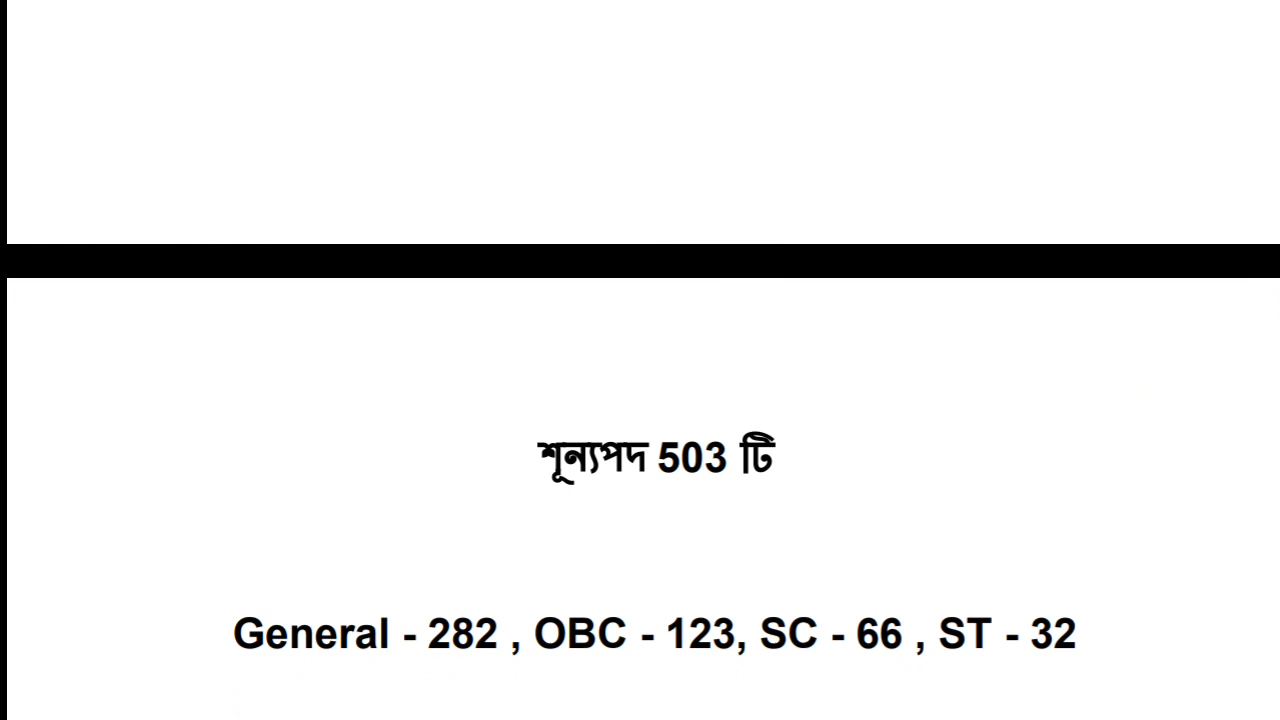 শূন্যপদ 503 টি
General - 282 , OBC - 123, SC - 66 , ST - 32